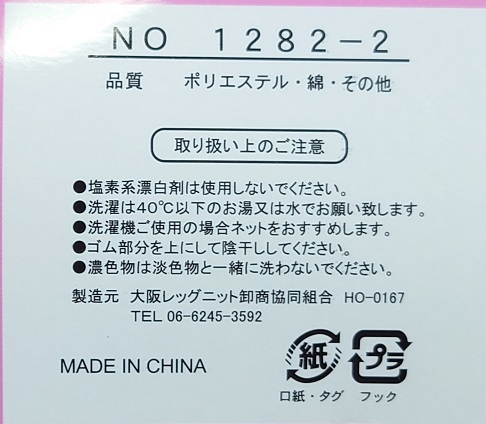 NO 1282-2
品質 ポリエステル・綿・その他
取り扱い上のご注意
●塩素系漂白剤は使用しないでください。
●洗濯は40℃以下のお湯又は水でお願い致します。
●洗濯機ご使用の場合ネットをおすすめします。
●ゴム部分を上にして陰干ししてください。
●濃色物は淡色物と一緒に洗わないでください。
製造元 大阪レッグニット卸商協同組合 HO-0167
TEL 06-6245-3592
MADE IN CHINA
紙 プラ
口紙・タグ フック